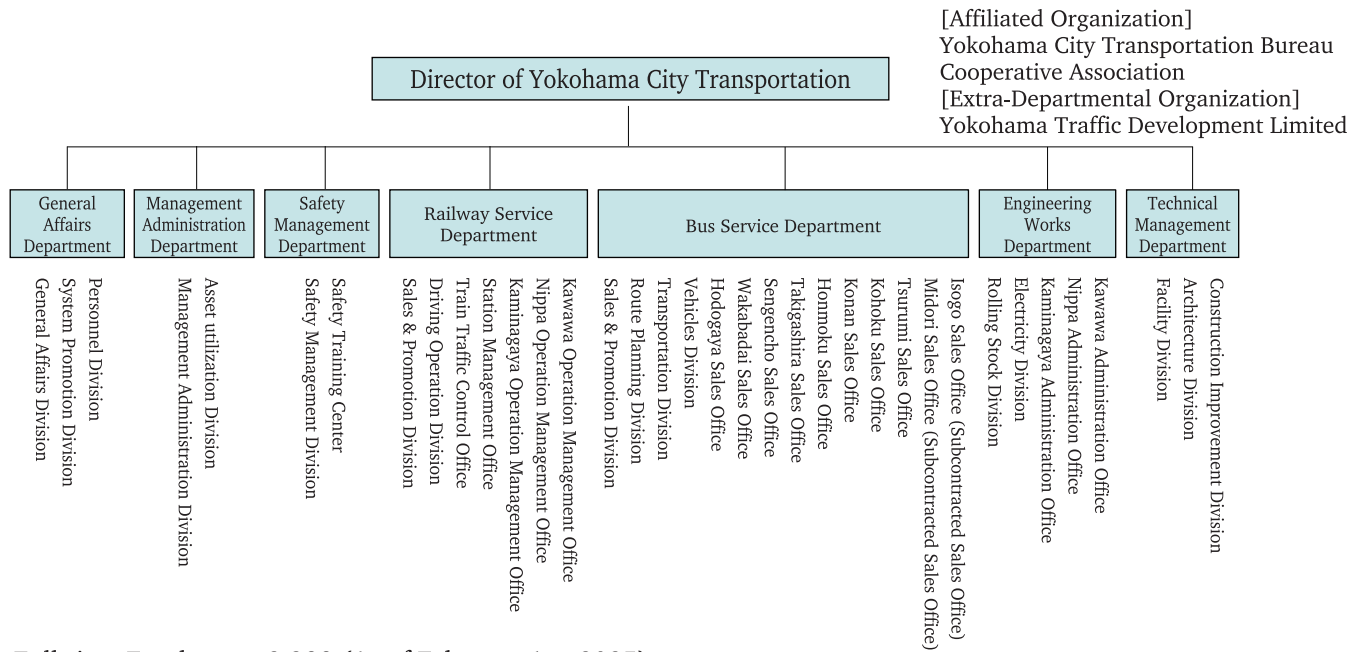 [Affiliated Organization]
Yokohama City Transportation Bureau
Cooperative Association
[Extra-Departmental Organization]
Yokohama Traffic Development Limited
Director of Yokohama City Transportation
General
Affairs
Department
Management
Administration
Department
Safety
Management
Department
Railway Service
Department
Bus Service Department
Engineering
Works
Department
Technical
Management
Department
General Affairs Division
System Promotion Division
Personnel Division
Management Administration Division
Asset utilization Division
Safety Management Division
Safety Training Center
Sales & Promotion Division
Driving Operation Division
Train Traffic Control Office
Station Management Office
Kaminagaya Operation Management Office
Nippa Operation Management Office
Kawawa Operation Management Office
Sales & Promotion Division
Route Planning Division
Transportation Division
Vehicles Division
Hodogaya Sales Office
Wakabadai Sales Office
Sengencho Sales Office
Takigashira Sales Office
Honmoku Sales Office
Konan Sales Office
Kohoku Sales Office
Tsurumi Sales Office
Midori Sales Office (Subcontracted Sales Office)
Isogo Sales Office (Subcontracted Sales Office)
Rolling Stock Division
Electricity Division
Kaminagaya Administration Office
Nippa Administration Office
Kawawa Administration Office
Facility Division
Architecture Division
Construction Improvement Division